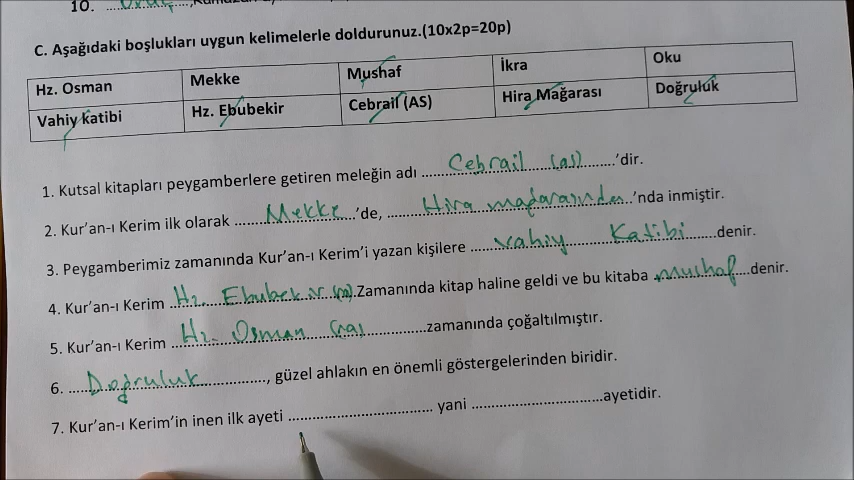 10. ..............,
C. Aşağıdaki boşlukları uygun kelimelerle doldurunuz.(10x2p=20p)
Hz. Osman Mekke Mushaf İkra Oku
Vahiy katibi Hz. Ebubekir Cebrail (AS) Hira Mağarası Doğruluk
1. Kutsal kitapları peygamberlere getiren meleğin adı Cebrail (as)'dir.
2. Kur'an-ı Kerim ilk olarak Mekke'de, Hira mağarasında'nda inmiştir.
3. Peygamberimiz zamanında Kur'an-ı Kerim'i yazan kişilere vahiy Katibi denir.
4. Kur'an-ı Kerim Hz. Ebubekir (ra).Zamanında kitap haline geldi ve bu kitaba mushaf denir.
5. Kur'an-ı Kerim Hz. Osman (ra) zamanında çoğaltılmıştır.
6. Doğruluk, güzel ahlakın en önemli göstergelerinden biridir.
7. Kur'an-ı Kerim'in inen ilk ayeti .................................... yani .................................ayetidir.